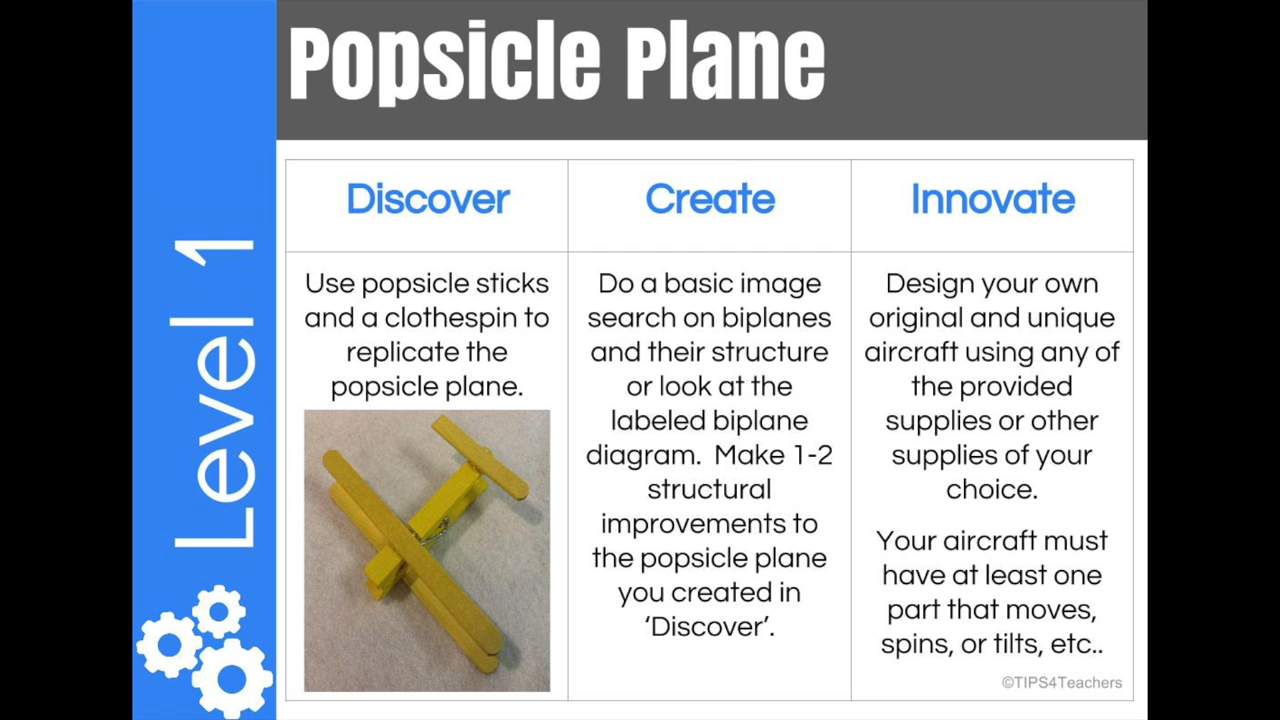 Popsicle Plane
Level 1
Discover
Use popsicle sticks
and a clothespin to
replicate the
popsicle plane.
Create
Do a basic image
search on biplanes
and their structure
or look at the
labeled biplane
diagram. Make 1-2
structural
improvements to
the popsicle plane
you created in
‘Discover’.
Innovate
Design your own
original and unique
aircraft using any of
the provided
supplies or other
supplies of your
choice.
Your aircraft must
have at least one
part that moves,
spins, or tilts, etc..
©TIPS4Teachers